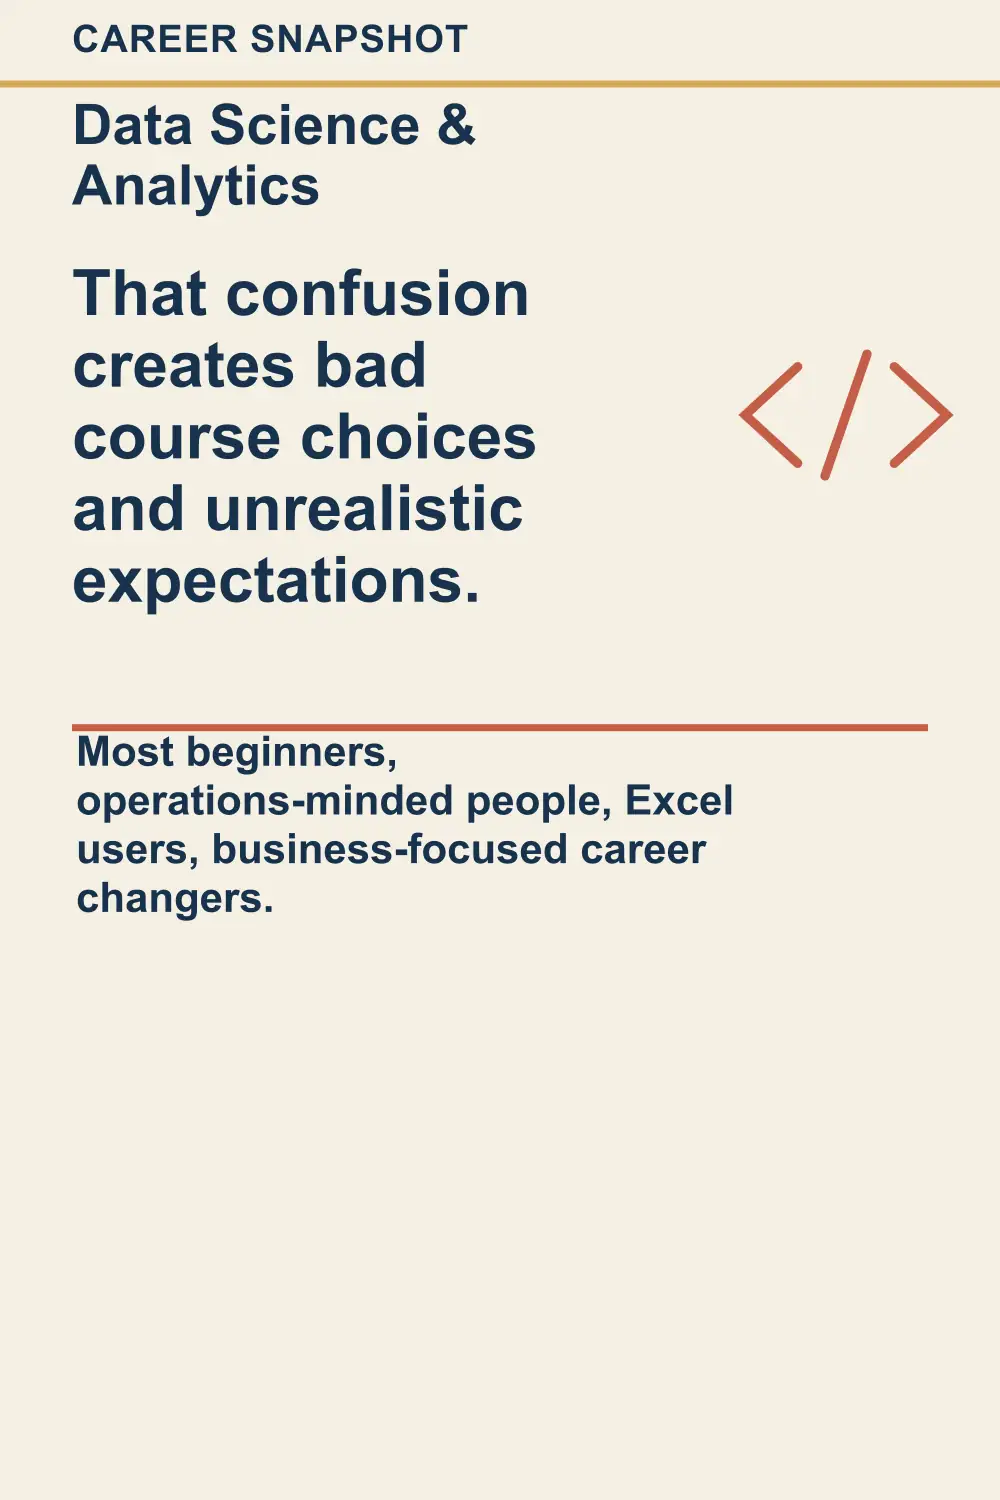 CAREER SNAPSHOT
Data Science &
Analytics
That confusion
creates bad
course choices
and unrealistic
expectations.
Most beginners,
operations-minded people, Excel
users, business-focused career
changers.